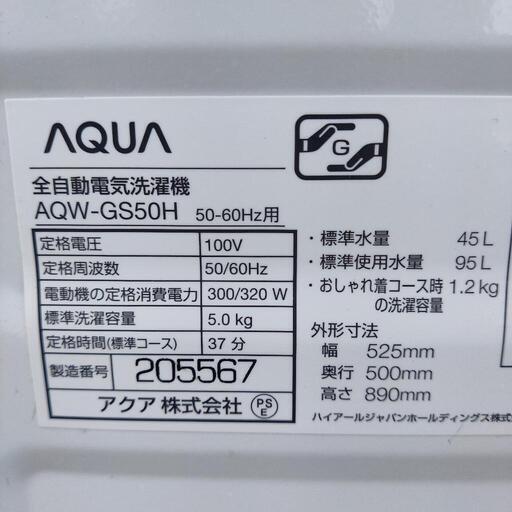 AQUA
G
全自動電気洗濯機
AQW-GS50H 50-60Hz用
定格電圧 100V
定格周波数 50/60Hz
電動機の定格消費電力 300/320 W
標準洗濯容量 5.0 kg
定格時間(標準コース) 37 分
製造番号 205567
アクア株式会社 PSE
・標準水量 45L
・標準使用水量 95L
・おしゃれ着コース時 1.2kg
の洗濯容量
外形寸法
幅 525mm
奥行 500mm
高さ 890mm
ハイアールジャパンホールディングス株式